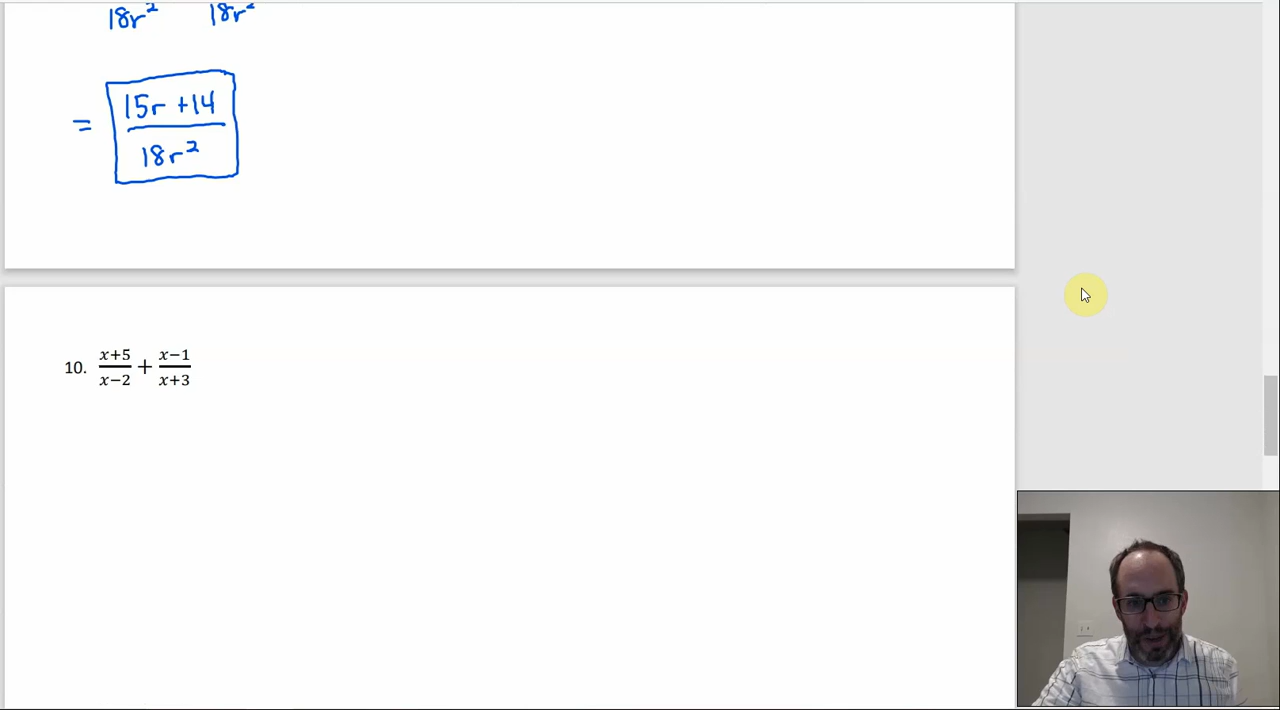 18r² 18r²
= 15r + 14
18r²
10. x+5/x−2 + x−1/x+3